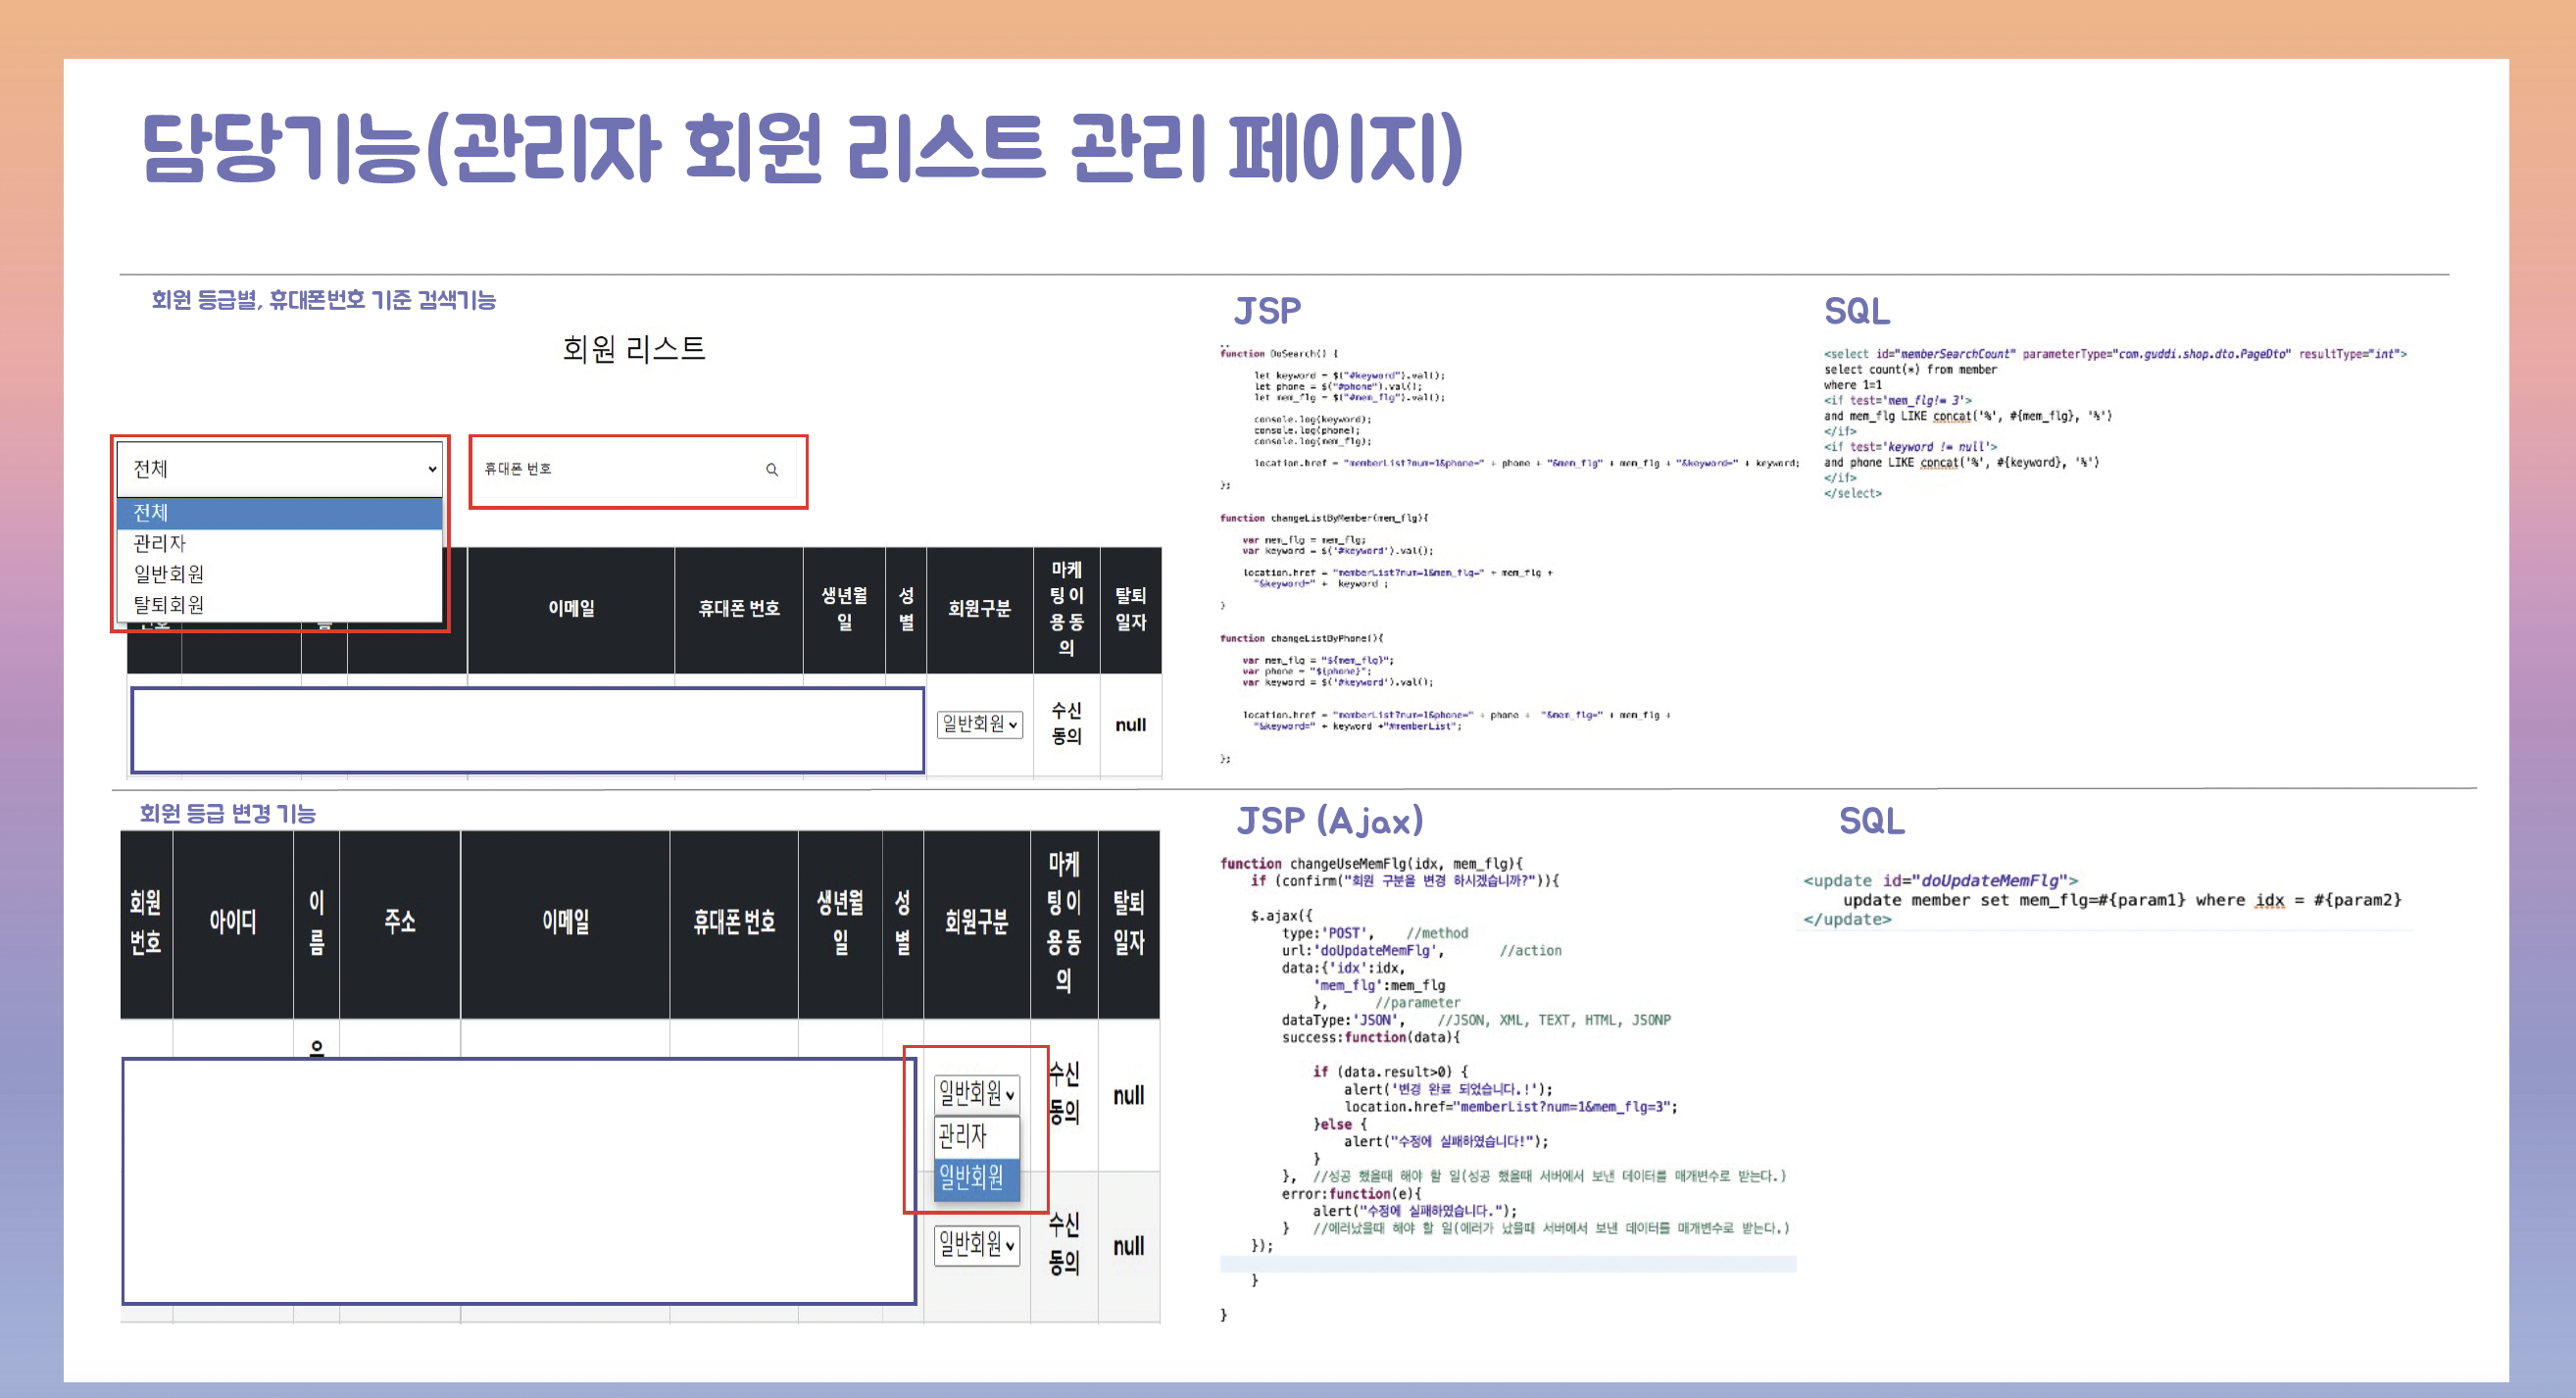 담당기능(관리자 회원 리스트 관리 페이지)
회원 등급별, 휴대폰번호 기준 검색기능
회원 리스트
전체
휴대폰 번호
전체
관리자
일반회원
탈퇴회원
이메일
휴대폰 번호
생년월
일
성
별
회원구분
마케
팅 이
용 동
의
탈퇴
일자
일반회원
수신
동의
null
JSP
function DoSearch() {
let keyword = $("#keyword").val();
let phone = $("#phone").val();
let mem_flg = $("#mem_flg").val();
console.log(keyword);
console.log(phone);
console.log(mem_flg);
location.href = "memberList?num=1&phone=" + phone + "&mem_flg" + mem_flg + "&keyword=" + keyword;
};
function changeListByMember(mem_flg){
var mem_flg = mem_flg;
var keyword = $('#keyword').val();
location.href = "memberList?num=1&mem_flg=" + mem_flg +
"&keyword=" + keyword ;
}
function changeListByPhone(){
var mem_flg = "${mem_flg}";
var phone = "${phone}";
var keyword = $('#keyword').val();
location.href = "memberList?num=1&phone=" + phone + "&mem_flg=" + mem_flg +
"&keyword=" + keyword +"#memberList";
};
SQL
<select id="memberSearchCount" parameterType="com.guddi.shop.dto.PageDto" resultType="int">
select count(*) from member
where 1=1
<if test='mem_flg!= 3'>
and mem_flg LIKE concat('%', #{mem_flg}, '%')
</if>
<if test='keyword != null'>
and phone LIKE concat('%', #{keyword}, '%')
</if>
</select>
회원 등급 변경 기능
회원
번호
아이디
이
름
주소
이메일
휴대폰 번호
생년월
일
성
별
회원구분
마케
팅 이
용 동
의
탈퇴
일자
일반회원
관리자
일반회원
수신
동의
null
일반회원
수신
동의
null
JSP (Ajax)
function changeUseMemFlg(idx, mem_flg){
if (confirm("회원 구분을 변경 하시겠습니까?")){
$.ajax({
type:'POST', //method
url:'doUpdateMemFlg', //action
data:{'idx':idx,
'mem_flg':mem_flg
}, //parameter
dataType:'JSON', //JSON, XML, TEXT, HTML, JSONP
success:function(data){
if (data.result>0) {
alert('변경 완료 되었습니다.!');
location.href="memberList?num=1&mem_flg=3";
}else {
alert("수정에 실패하였습니다!");
}
}, //성공 했을때 해야 할 일(성공 했을때 서버에서 보낸 데이터를 매개변수로 받는다.)
error:function(e){
alert("수정에 실패하였습니다.");
} //에러났을때 해야 할 일(에러가 났을때 서버에서 보낸 데이터를 매개변수로 받는다.)
});
}
}
SQL
<update id="doUpdateMemFlg">
update member set mem_flg=#{param1} where idx = #{param2}
</update>